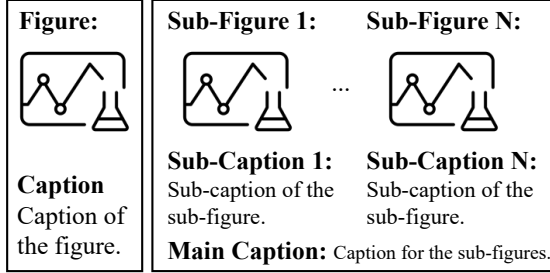 Figure:
Caption
Caption of
the figure.
Sub-Figure 1:
...
Sub-Figure N:
Sub-Caption 1:
Sub-caption of the
sub-figure.
Sub-Caption N:
Sub-caption of the
sub-figure.
Main Caption: Caption for the sub-figures.